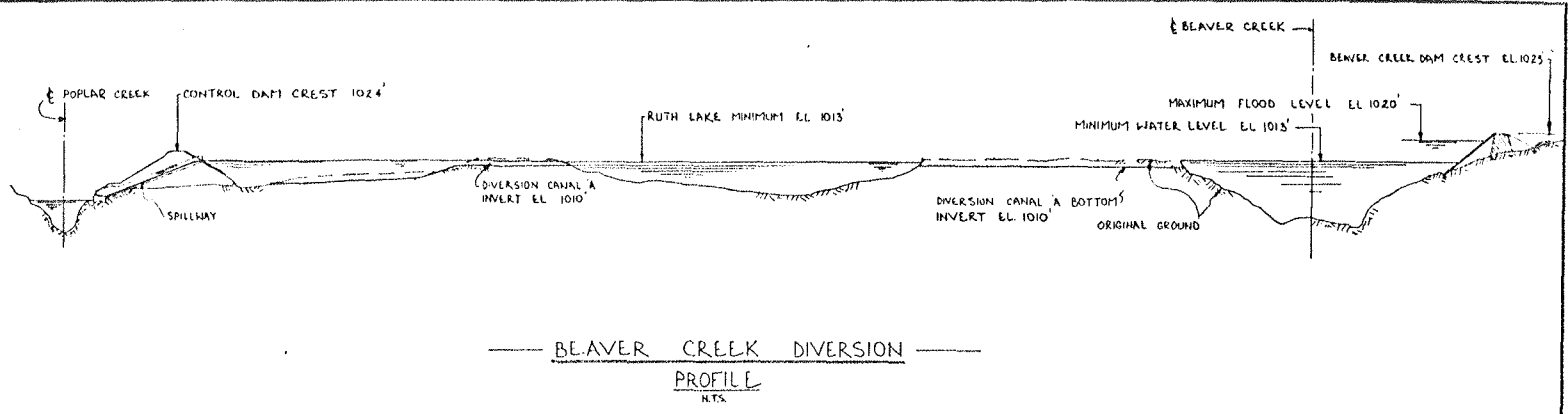 ℄ BEAVER CREEK
BEAVER CREEK DAM CREST EL. 1025'
℄ POPLAR CREEK
CONTROL DAM CREST 1024'
MAXIMUM FLOOD LEVEL EL 1020'
RUTH LAKE MINIMUM EL 1013'
MINIMUM WATER LEVEL EL 1013'
DIVERSION CANAL 'A'
INVERT EL 1010'
SPILLWAY
DIVERSION CANAL 'A' BOTTOM
INVERT EL. 1010'
ORIGINAL GROUND
BEAVER CREEK DIVERSION
PROFILE
N.T.S.